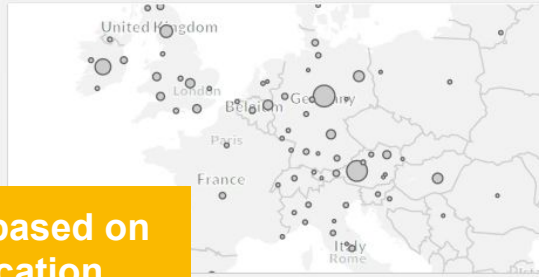 United Kingdom
London
Belgium
Germany
Paris
France
Italy
Rome
based on
cation